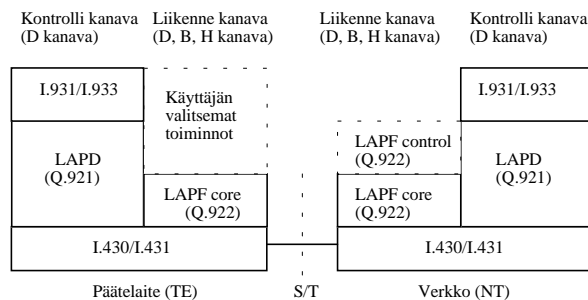 Kontrolli kanava
(D kanava)
Liikenne kanava
(D, B, H kanava)
Liikenne kanava
(D, B, H kanava)
Kontrolli kanava
(D kanava)
I.931/I.933
Käyttäjän
valitsemat
toiminnot
I.931/I.933
LAPD
(Q.921)
LAPF core
(Q.922)
LAPF control
(Q.922)
LAPF core
(Q.922)
LAPD
(Q.921)
I.430/I.431
I.430/I.431
Päätelaite (TE)
S/T
Verkko (NT)